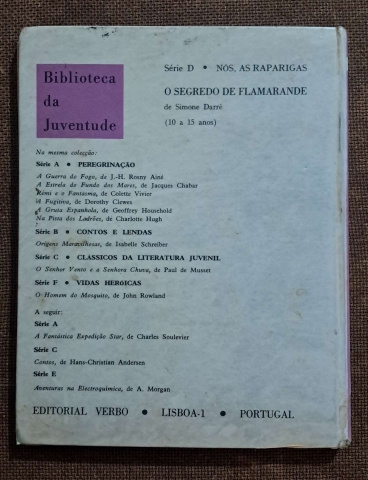 Biblioteca
da
Juventude
Série D • NÓS, AS RAPARIGAS
O SEGREDO DE FLAMARANDE
de Simone Darré
(10 a 15 anos)
Na mesma colecção:
Série A • PEREGRINAÇÃO
A Guerra do Fogo, de J.-H. Rosny Ainé
A Estrela do Fundo dos Mares, de Jacques Chabar
Rémi e o Fantasma, de Colette Vivier
A Fugitiva, de Dorothy Clewes
A Gruta Espanhola, de Geoffrey Household
Na Pista dos Ladrões, de Charlotte Hugh
Série B • CONTOS E LENDAS
Origens Maravilhosas, de Isabelle Schreiber
Série C • CLÁSSICOS DA LITERATURA JUVENIL
O Senhor Vento e a Senhora Chuva, de Paul de Musset
Série F • VIDAS HERÓICAS
O Homem do Mosquito, de John Rowland
A seguir:
Série A
A Fantástica Expedição Star, de Charles Soulevier
Série C
Contos, de Hans-Christian Andersen
Série E
Aventuras na Electroquímica, de A. Morgan
EDITORIAL VERBO • LISBOA-1 • PORTUGAL